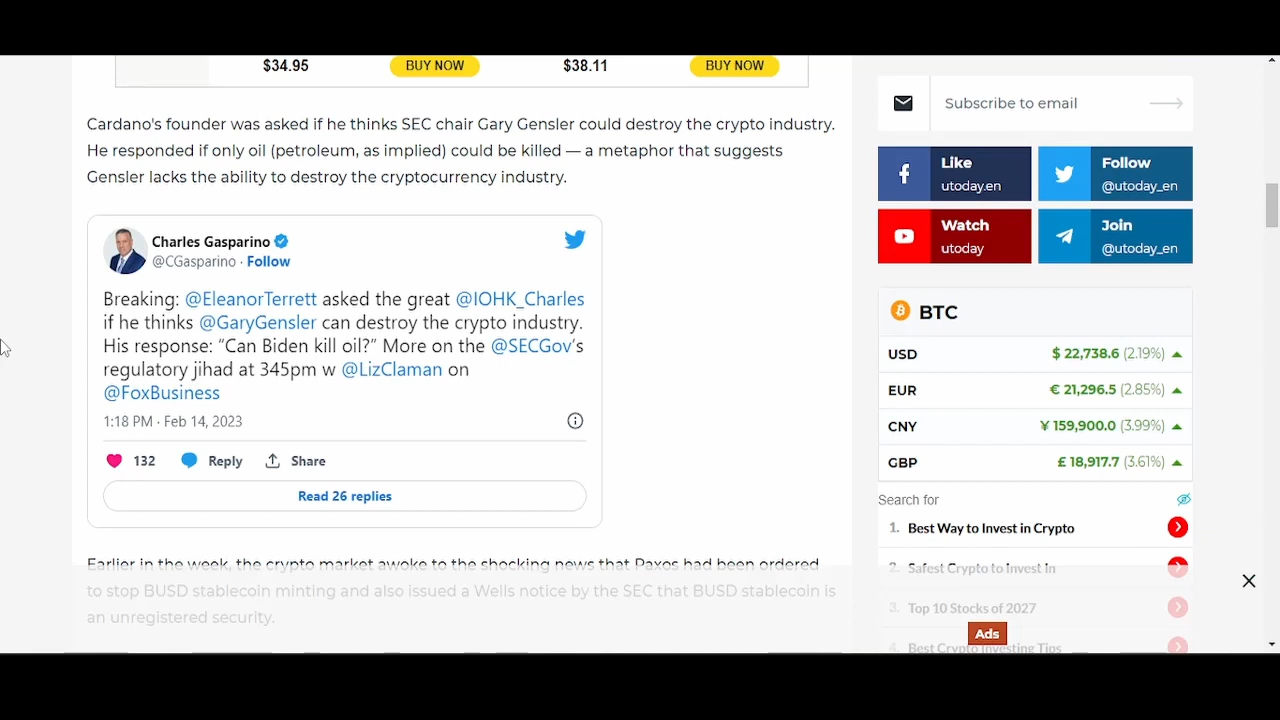 $34.95 BUY NOW $38.11 BUY NOW
Cardano's founder was asked if he thinks SEC chair Gary Gensler could destroy the crypto industry.
He responded if only oil (petroleum, as implied) could be killed — a metaphor that suggests
Gensler lacks the ability to destroy the cryptocurrency industry.
Charles Gasparino
@CGasparino · Follow
Breaking: @EleanorTerrett asked the great @IOHK_Charles
if he thinks @GaryGensler can destroy the crypto industry.
His response: “Can Biden kill oil?” More on the @SECGov’s
regulatory jihad at 345pm w @LizClaman on
@FoxBusiness
1:18 PM · Feb 14, 2023
132 Reply Share
Read 26 replies
Earlier in the week, the crypto market awoke to the shocking news that Paxos had been ordered
to stop BUSD stablecoin minting and also issued a Wells notice by the SEC that BUSD stablecoin is
an unregistered security.
Subscribe to email
Like
utoday.en
Follow
@utoday_en
Watch
utoday
Join
@utoday_en
BTC
USD $ 22,738.6 (2.19%)
EUR € 21,296.5 (2.85%)
CNY ¥ 159,900.0 (3.99%)
GBP £ 18,917.7 (3.61%)
Search for
1. Best Way to Invest in Crypto
2. Safest Crypto to Invest in
3. Top 10 Stocks of 2027
4. Best Crypto Investing Tips
Ads